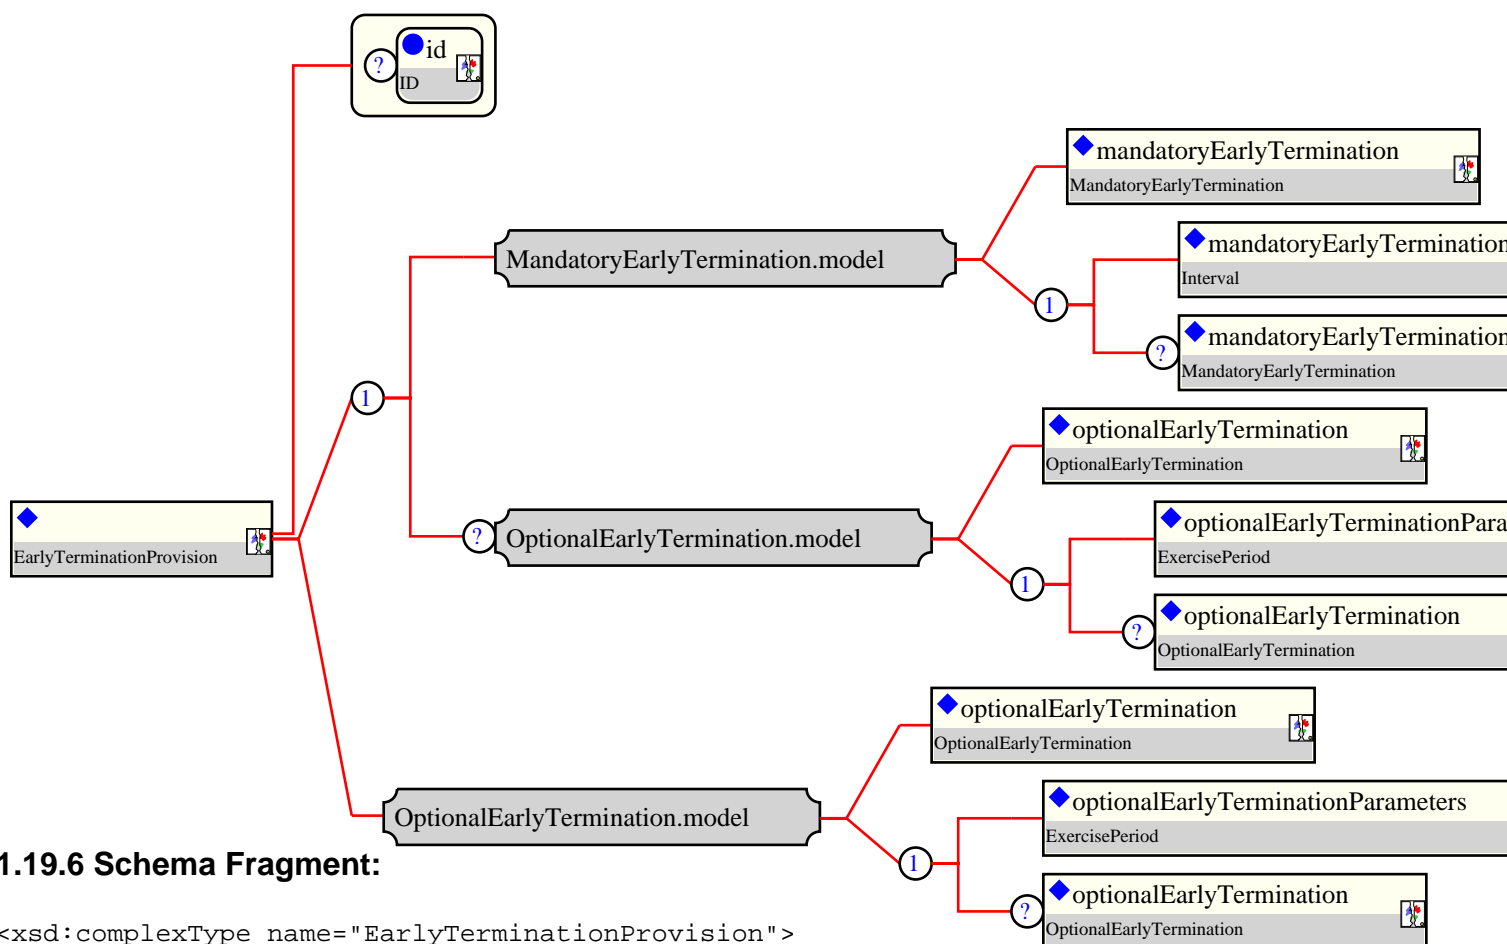 id
?
ID
mandatoryEarlyTermination
MandatoryEarlyTermination
mandatoryEarlyTermination
Interval
MandatoryEarlyTermination.model
1
mandatoryEarlyTermination
?
MandatoryEarlyTermination
1
optionalEarlyTermination
OptionalEarlyTermination
EarlyTerminationProvision
?
OptionalEarlyTermination.model
optionalEarlyTerminationPara
ExercisePeriod
1
optionalEarlyTermination
?
OptionalEarlyTermination
optionalEarlyTermination
OptionalEarlyTermination
OptionalEarlyTermination.model
optionalEarlyTerminationParameters
ExercisePeriod
1
optionalEarlyTermination
?
OptionalEarlyTermination
1.19.6 Schema Fragment:
<xsd:complexType name="EarlyTerminationProvision">